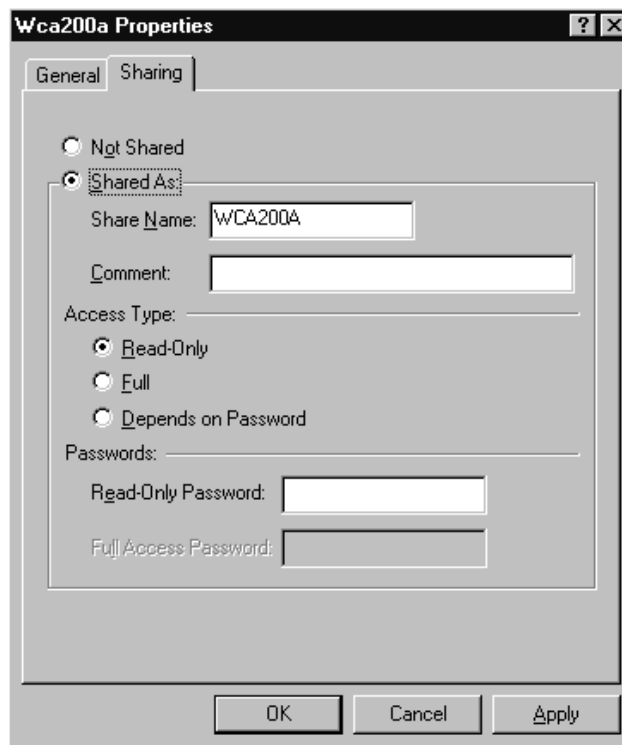 Wca200a Properties
General Sharing
Not Shared
Shared As:
Share Name: WCA200A
Comment:
Access Type:
Read-Only
Full
Depends on Password
Passwords:
Read-Only Password:
Full Access Password:
OK Cancel Apply